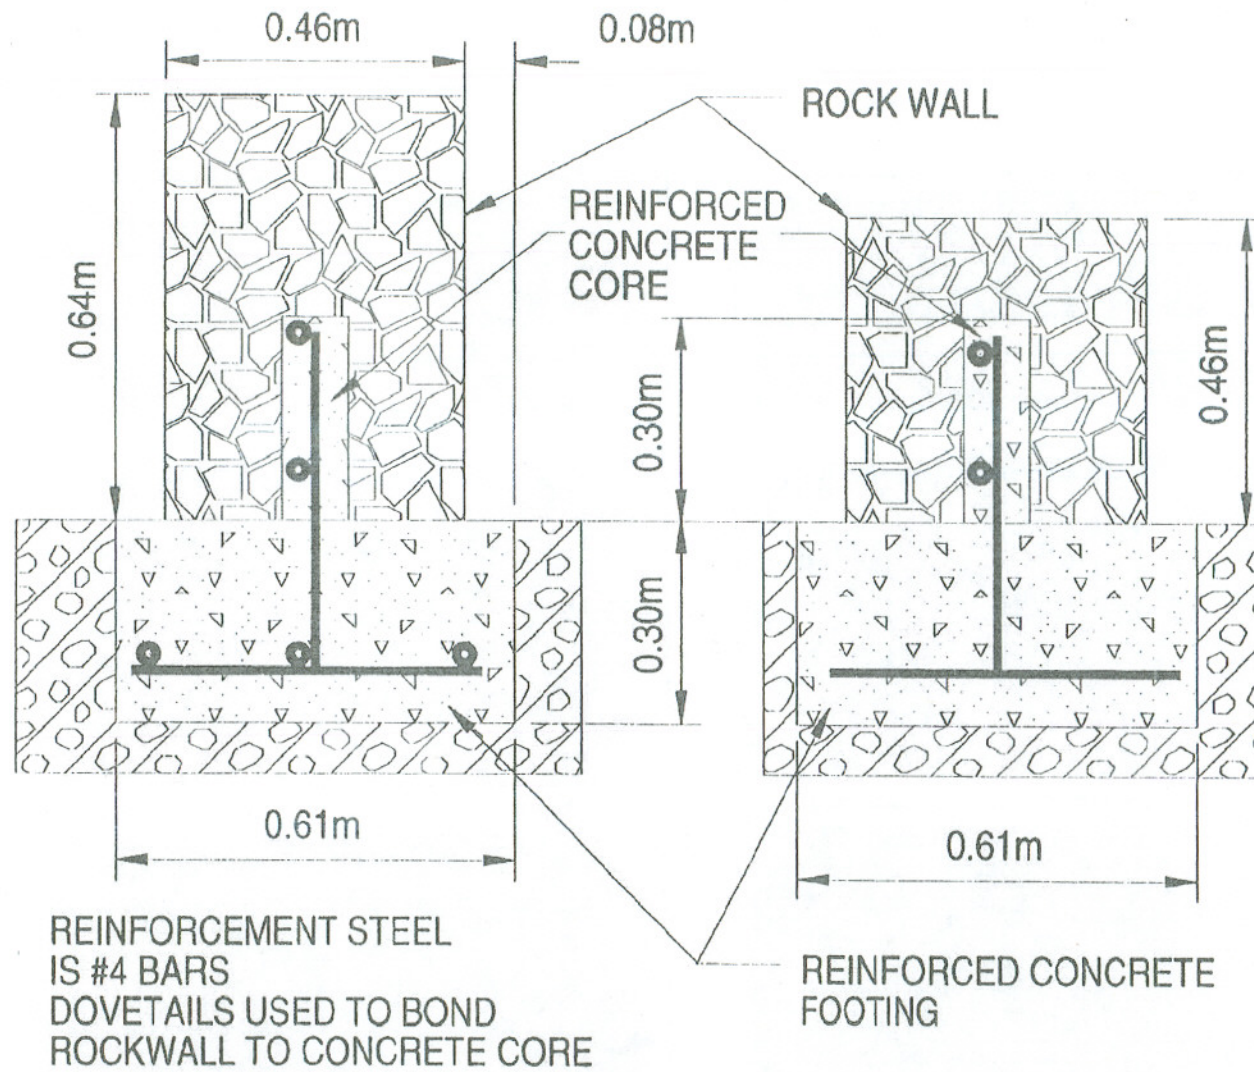 0.46m
0.08m
ROCK WALL
REINFORCED
CONCRETE
CORE
0.64m
0.30m
0.46m
0.30m
0.61m
0.61m
REINFORCEMENT STEEL
IS #4 BARS
DOVETAILS USED TO BOND
ROCKWALL TO CONCRETE CORE
REINFORCED CONCRETE
FOOTING